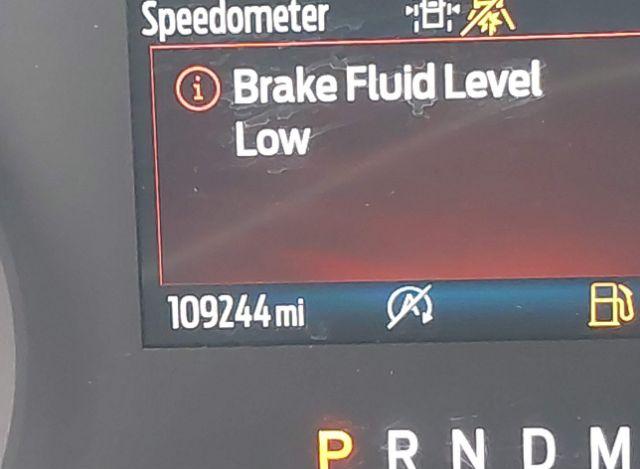 Speedometer
Brake Fluid Level
Low
109244 mi
P R N D M